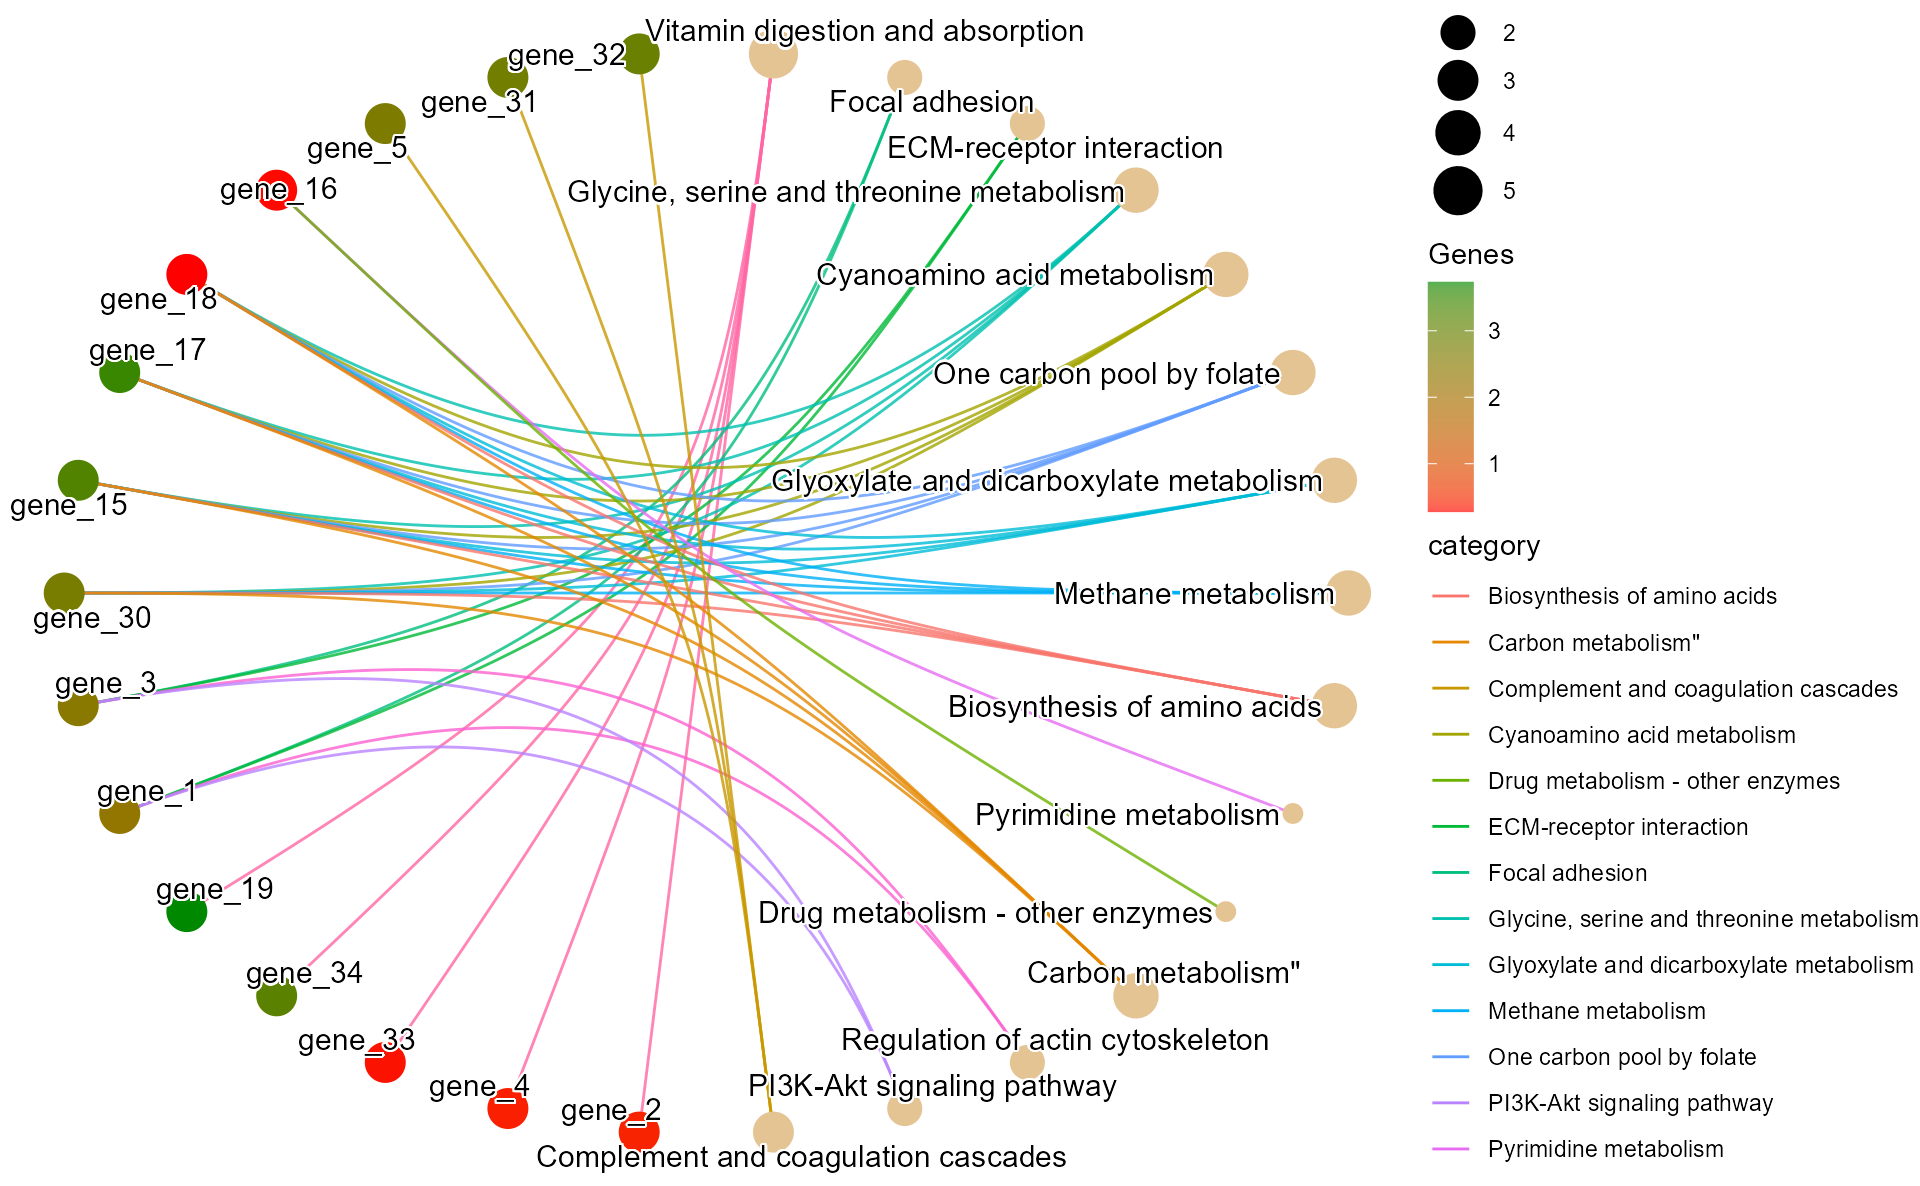 Vitamin digestion and absorption
gene_32
Focal adhesion
gene_31
ECM-receptor interaction
gene_5
Glycine, serine and threonine metabolism
gene_16
Cyanoamino acid metabolism
gene_18
One carbon pool by folate
gene_17
Glyoxylate and dicarboxylate metabolism
gene_15
Methane metabolism
gene_30
Biosynthesis of amino acids
gene_3
Pyrimidine metabolism
gene_1
Drug metabolism - other enzymes
gene_19
Carbon metabolism"
gene_34
Regulation of actin cytoskeleton
gene_33
PI3K-Akt signaling pathway
gene_4
gene_2
Complement and coagulation cascades
2
3
4
5
Genes
3
2
1
category
Biosynthesis of amino acids
Carbon metabolism"
Complement and coagulation cascades
Cyanoamino acid metabolism
Drug metabolism - other enzymes
ECM-receptor interaction
Focal adhesion
Glycine, serine and threonine metabolism
Glyoxylate and dicarboxylate metabolism
Methane metabolism
One carbon pool by folate
PI3K-Akt signaling pathway
Pyrimidine metabolism